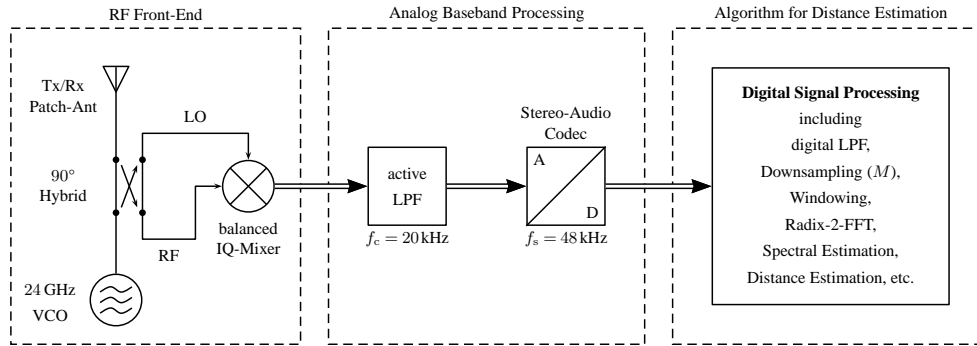 RF Front-End
Tx/Rx
Patch-Ant
LO
90°
Hybrid
RF
balanced
IQ-Mixer
24 GHz
VCO
Analog Baseband Processing
active
LPF
f_c = 20 kHz
Stereo-Audio
Codec
A
D
f_s = 48 kHz
Algorithm for Distance Estimation
Digital Signal Processing
including
digital LPF,
Downsampling (M),
Windowing,
Radix-2-FFT,
Spectral Estimation,
Distance Estimation, etc.